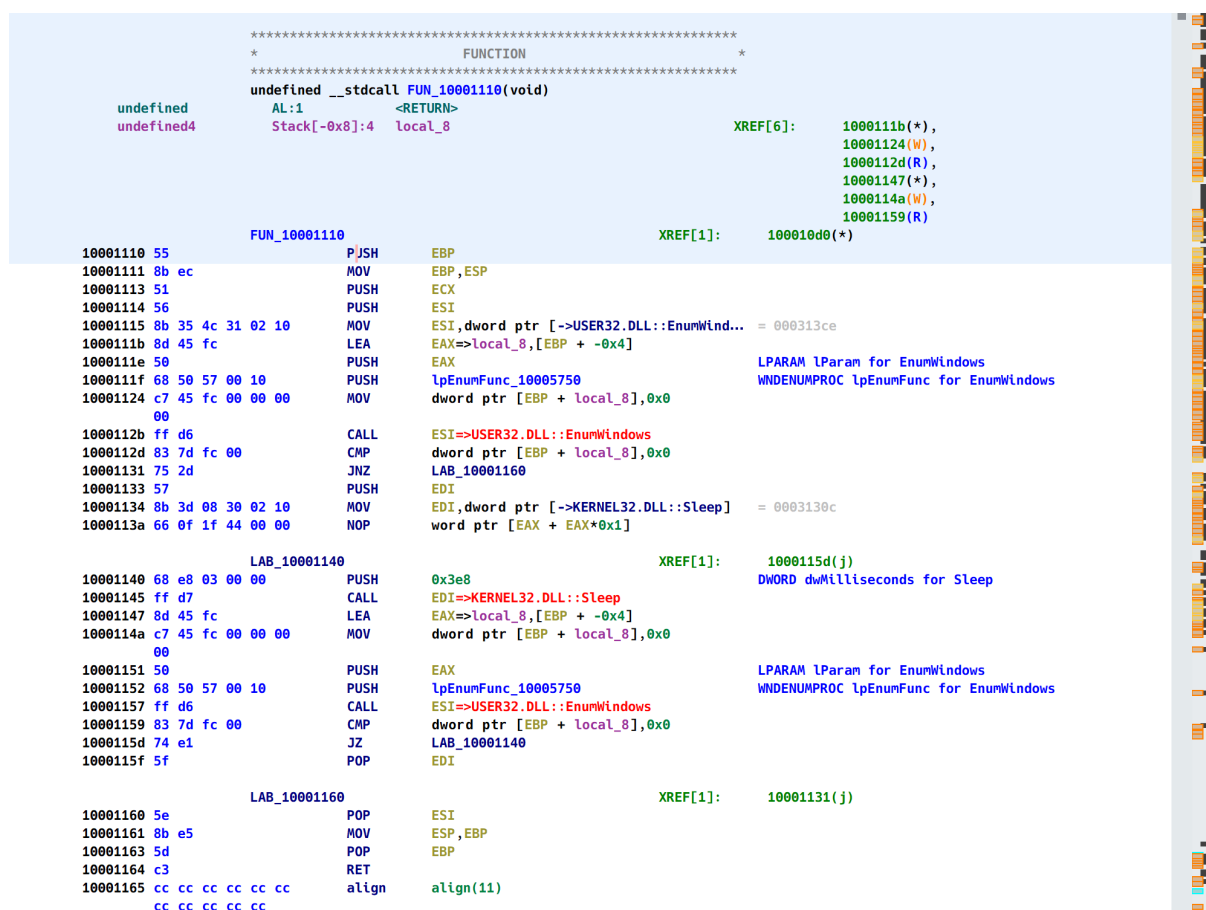 **************************************************************
* FUNCTION *
**************************************************************
undefined __stdcall FUN_10001110(void)
undefined AL:1 <RETURN>
undefined4 Stack[-0x8]:4 local_8 XREF[6]: 1000111b(*),
10001124(W),
1000112d(R),
10001147(*),
1000114a(W),
10001159(R)
FUN_10001110 XREF[1]: 100010d0(*)
10001110 55 PUSH EBP
10001111 8b ec MOV EBP,ESP
10001113 51 PUSH ECX
10001114 56 PUSH ESI
10001115 8b 35 4c 31 02 10 MOV ESI,dword ptr [->USER32.DLL::EnumWind... = 000313ce
1000111b 8d 45 fc LEA EAX=>local_8,[EBP + -0x4]
1000111e 50 PUSH EAX LPARAM lParam for EnumWindows
1000111f 68 50 57 00 10 PUSH lpEnumFunc_10005750 WNDENUMPROC lpEnumFunc for EnumWindows
10001124 c7 45 fc 00 00 00 MOV dword ptr [EBP + local_8],0x0
00
1000112b ff d6 CALL ESI=>USER32.DLL::EnumWindows
1000112d 83 7d fc 00 CMP dword ptr [EBP + local_8],0x0
10001131 75 2d JNZ LAB_10001160
10001133 57 PUSH EDI
10001134 8b 3d 08 30 02 10 MOV EDI,dword ptr [->KERNEL32.DLL::Sleep] = 0003130c
1000113a 66 0f 1f 44 00 00 NOP word ptr [EAX + EAX*0x1]
LAB_10001140 XREF[1]: 1000115d(j)
10001140 68 e8 03 00 00 PUSH 0x3e8 DWORD dwMilliseconds for Sleep
10001145 ff d7 CALL EDI=>KERNEL32.DLL::Sleep
10001147 8d 45 fc LEA EAX=>local_8,[EBP + -0x4]
1000114a c7 45 fc 00 00 00 MOV dword ptr [EBP + local_8],0x0
00
10001151 50 PUSH EAX LPARAM lParam for EnumWindows
10001152 68 50 57 00 10 PUSH lpEnumFunc_10005750 WNDENUMPROC lpEnumFunc for EnumWindows
10001157 ff d6 CALL ESI=>USER32.DLL::EnumWindows
10001159 83 7d fc 00 CMP dword ptr [EBP + local_8],0x0
1000115d 74 e1 JZ LAB_10001140
1000115f 5f POP EDI
LAB_10001160 XREF[1]: 10001131(j)
10001160 5e POP ESI
10001161 8b e5 MOV ESP,EBP
10001163 5d POP EBP
10001164 c3 RET
10001165 cc cc cc cc cc cc align align(11)
cc cc cc cc cc